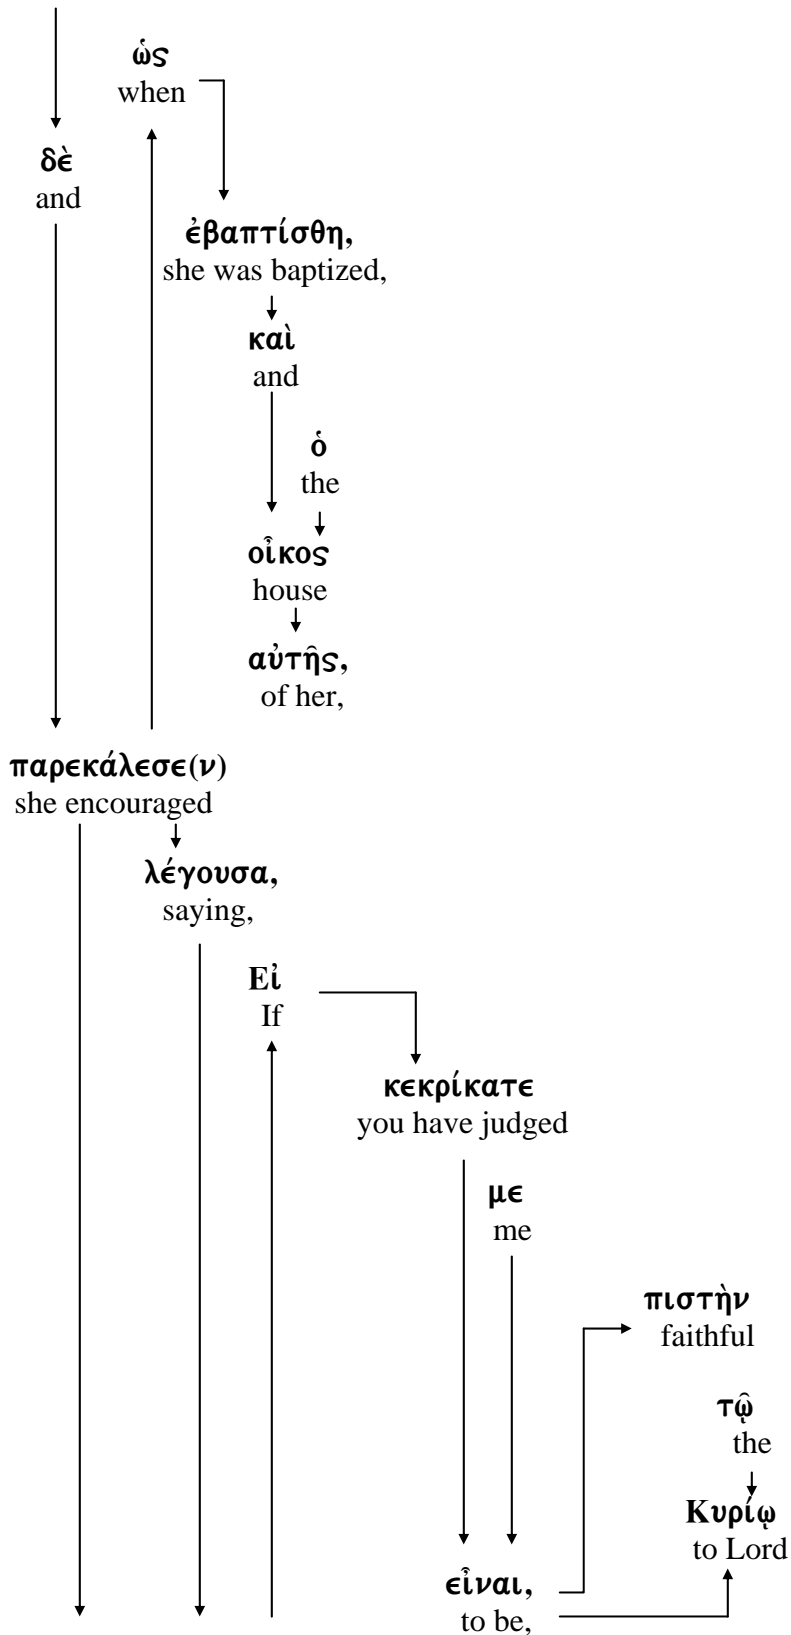 ὡς
when
δὲ
and
ἐβαπτίσθη,
she was baptized,
καὶ
and
ὁ
the
οἶκος
house
αὐτῆς,
of her,
παρεκάλεσε(ν)
she encouraged
λέγουσα,
saying,
Εἰ
If
κεκρίκατε
you have judged
με
me
πιστὴν
faithful
τῷ
the
Κυρίῳ
to Lord
εἶναι,
to be,